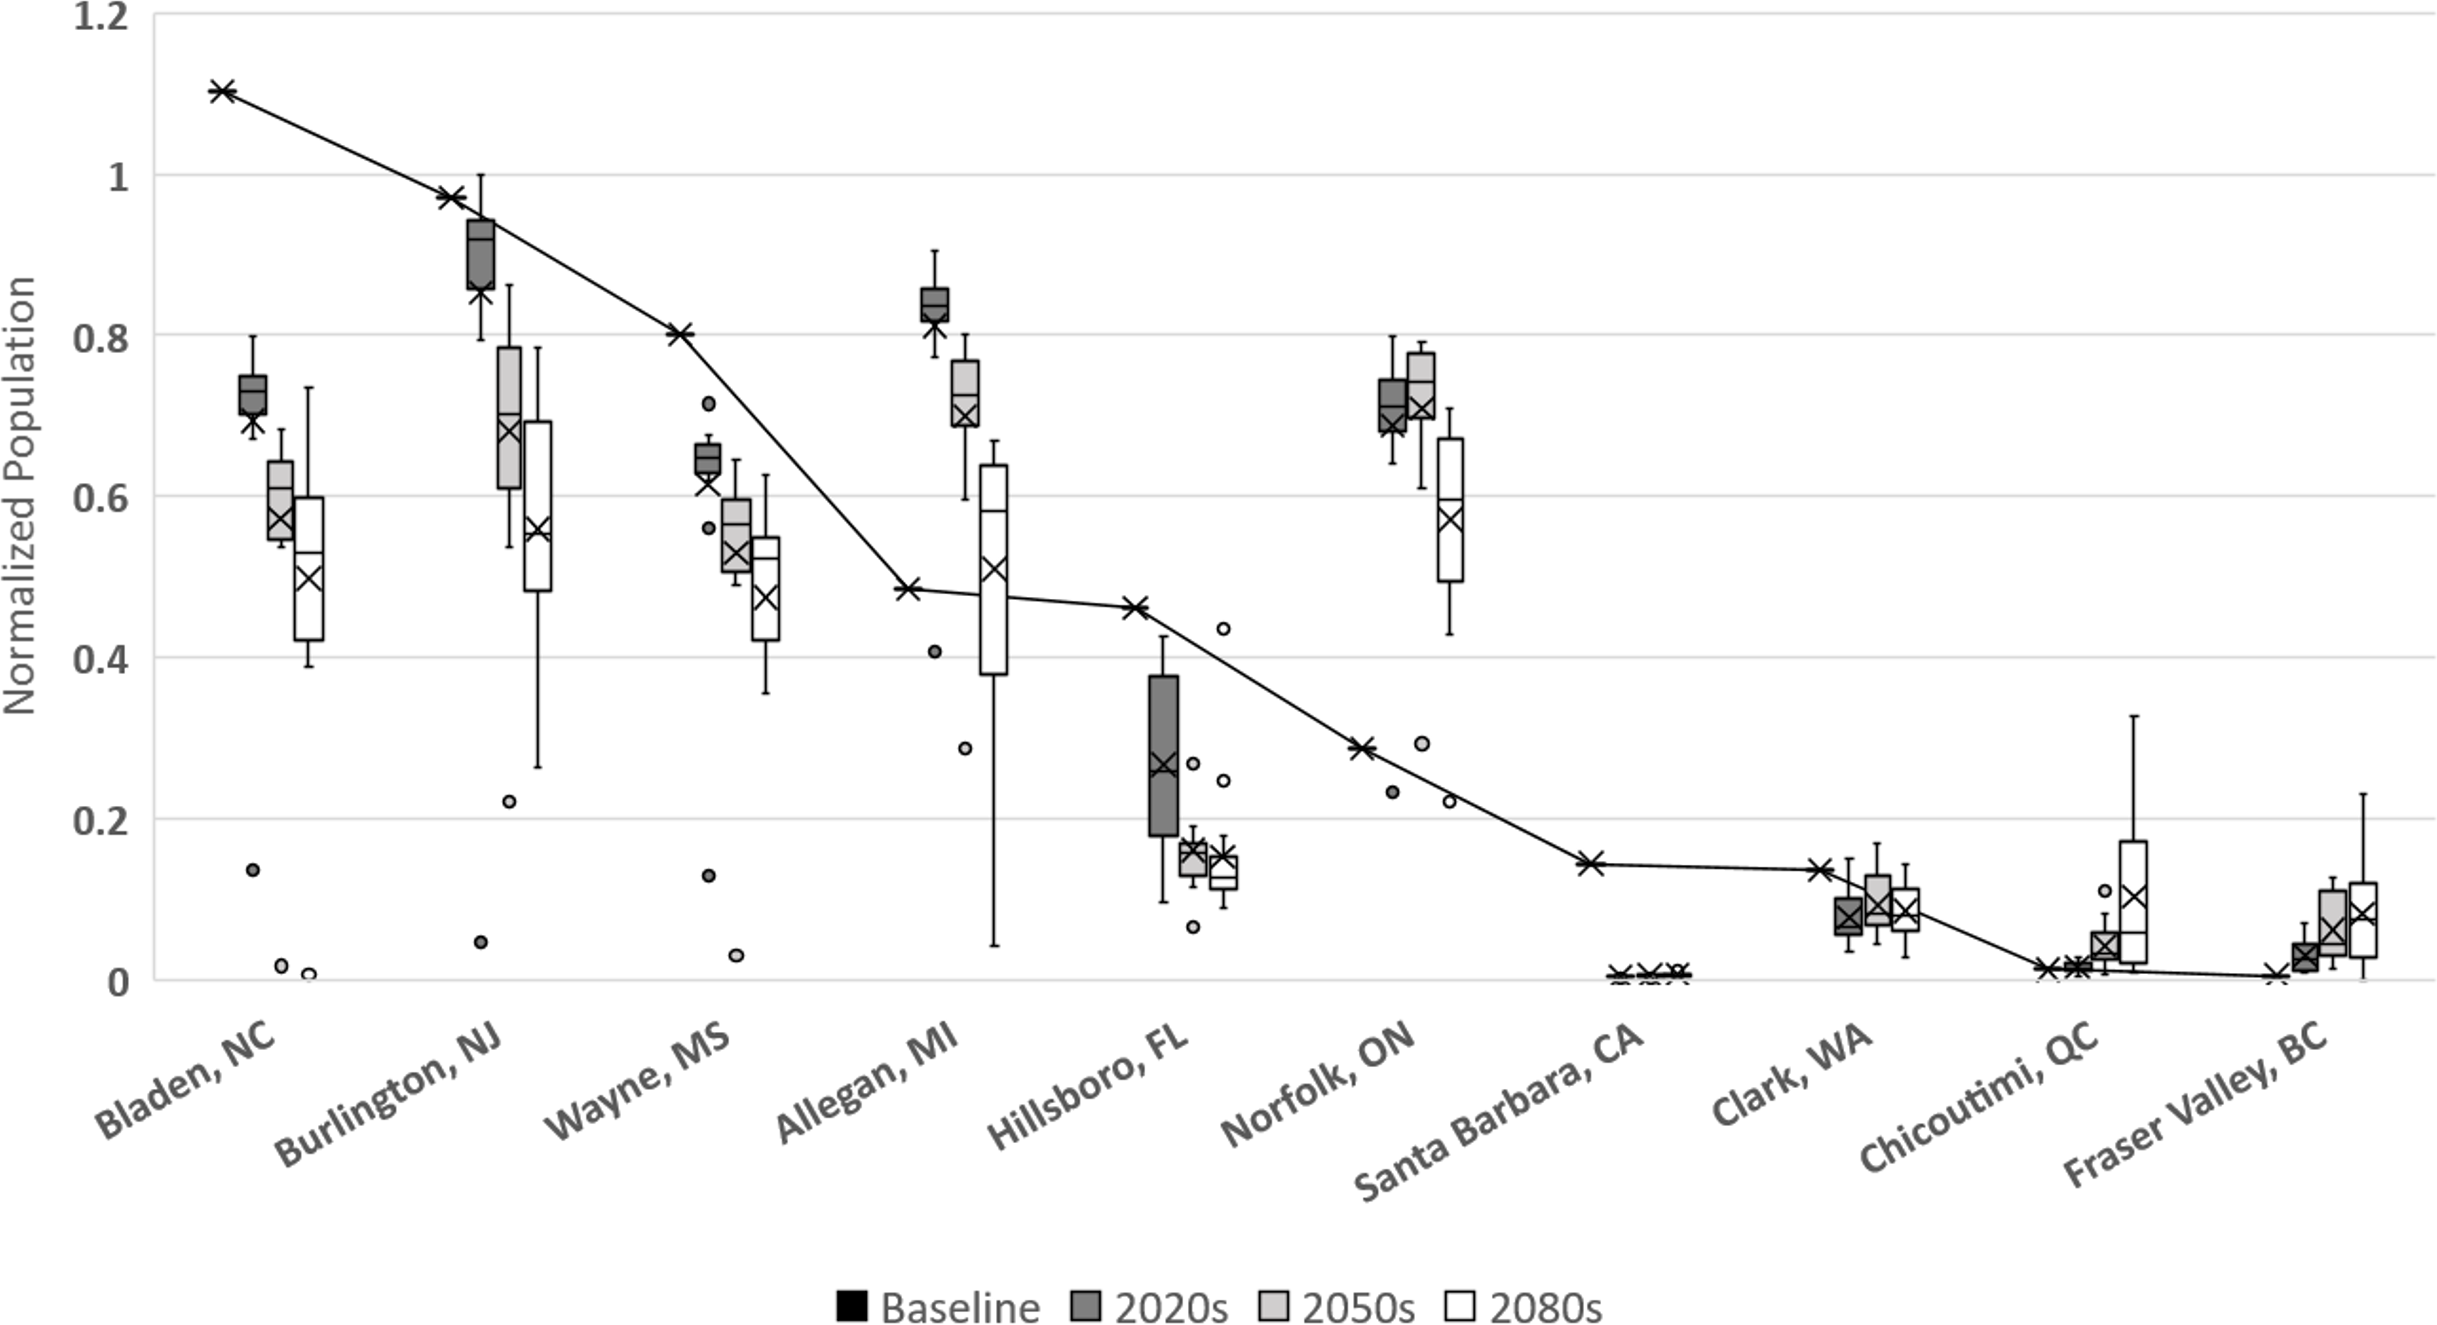 1.2
1
0.8
0.6
0.4
0.2
0
Normalized Population
Bladen, NC
Burlington, NJ
Wayne, MS
Allegan, MI
Hillsboro, FL
Norfolk, ON
Santa Barbara, CA
Clark, WA
Chicoutimi, QC
Fraser Valley, BC
Baseline 2020s 2050s 2080s